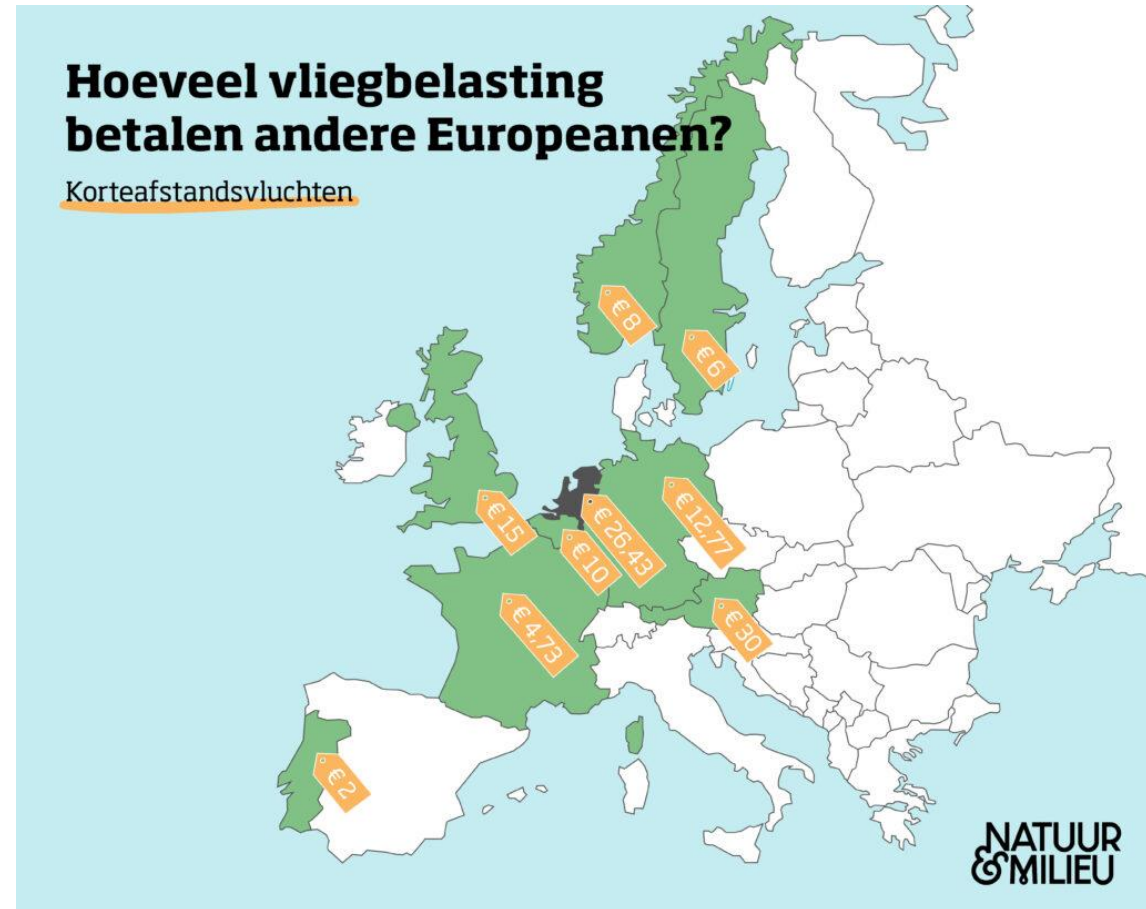 Hoeveel vliegbelasting
betalen andere Europeanen?
Korteafstandsvluchten
€ 8
€ 6
€ 15
€ 10
€ 26,43
€ 12,77
€ 4,73
€ 30
€ 2
NATUUR
& MILIEU